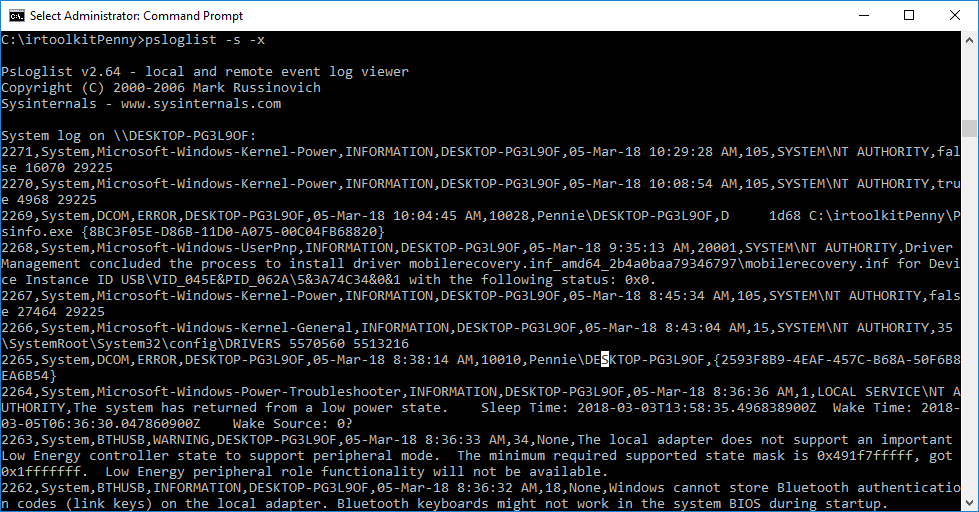 Select Administrator: Command Prompt
C:\irtoolkitPenny>psloglist -s -x
PsLoglist v2.64 - local and remote event log viewer
Copyright (C) 2000-2006 Mark Russinovich
Sysinternals - www.sysinternals.com
System log on \\DESKTOP-PG3L9OF:
2271,System,Microsoft-Windows-Kernel-Power,INFORMATION,DESKTOP-PG3L9OF,05-Mar-18 10:29:28 AM,105,SYSTEM\NT AUTHORITY,fal
se 16070 29225
2270,System,Microsoft-Windows-Kernel-Power,INFORMATION,DESKTOP-PG3L9OF,05-Mar-18 10:08:54 AM,105,SYSTEM\NT AUTHORITY,tru
e 4968 29225
2269,System,DCOM,ERROR,DESKTOP-PG3L9OF,05-Mar-18 10:04:45 AM,10028,Pennie\DESKTOP-PG3L9OF,D     1d68 C:\irtoolkitPenny\P
sinfo.exe {8BC3F05E-D86B-11D0-A075-00C04FB68820}
2268,System,Microsoft-Windows-UserPnp,INFORMATION,DESKTOP-PG3L9OF,05-Mar-18 9:35:13 AM,20001,SYSTEM\NT AUTHORITY,Driver
Management concluded the process to install driver mobilerecovery.inf_amd64_2b4a0baa79346797\mobilerecovery.inf for Devi
ce Instance ID USB\VID_045E&PID_062A\5&3A74C34&0&1 with the following status: 0x0.
2267,System,Microsoft-Windows-Kernel-Power,INFORMATION,DESKTOP-PG3L9OF,05-Mar-18 8:45:34 AM,105,SYSTEM\NT AUTHORITY,fals
e 27464 29225
2266,System,Microsoft-Windows-Kernel-General,INFORMATION,DESKTOP-PG3L9OF,05-Mar-18 8:43:04 AM,15,SYSTEM\NT AUTHORITY,35
\SystemRoot\System32\config\DRIVERS 5570560 5513216
2265,System,DCOM,ERROR,DESKTOP-PG3L9OF,05-Mar-18 8:38:14 AM,10010,Pennie\DESKTOP-PG3L9OF,{2593F8B9-4EAF-457C-B68A-50F6B8
EA6B54}
2264,System,Microsoft-Windows-Power-Troubleshooter,INFORMATION,DESKTOP-PG3L9OF,05-Mar-18 8:36:36 AM,1,LOCAL SERVICE\NT A
UTHORITY,The system has returned from a low power state.    Sleep Time: 2018-03-03T13:58:35.496838900Z  Wake Time: 2018-
03-05T06:36:30.047860900Z    Wake Source: 0?
2263,System,BTHUSB,WARNING,DESKTOP-PG3L9OF,05-Mar-18 8:36:33 AM,34,None,The local adapter does not support an important
Low Energy controller state to support peripheral mode.  The minimum required supported state mask is 0x491f7fffff, got
0x1fffffff.  Low Energy peripheral role functionality will not be available.
2262,System,BTHUSB,INFORMATION,DESKTOP-PG3L9OF,05-Mar-18 8:36:32 AM,18,None,Windows cannot store Bluetooth authenticatio
n codes (link keys) on the local adapter. Bluetooth keyboards might not work in the system BIOS during startup.